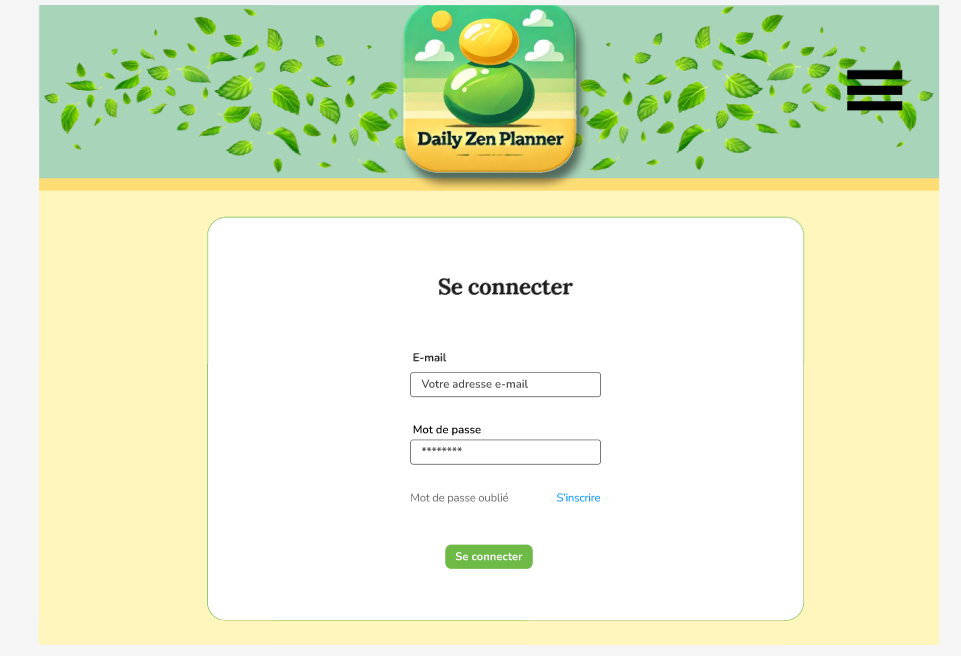 Daily Zen Planner
Se connecter
E-mail
Votre adresse e-mail
Mot de passe
********
Mot de passe oublié S'inscrire
Se connecter